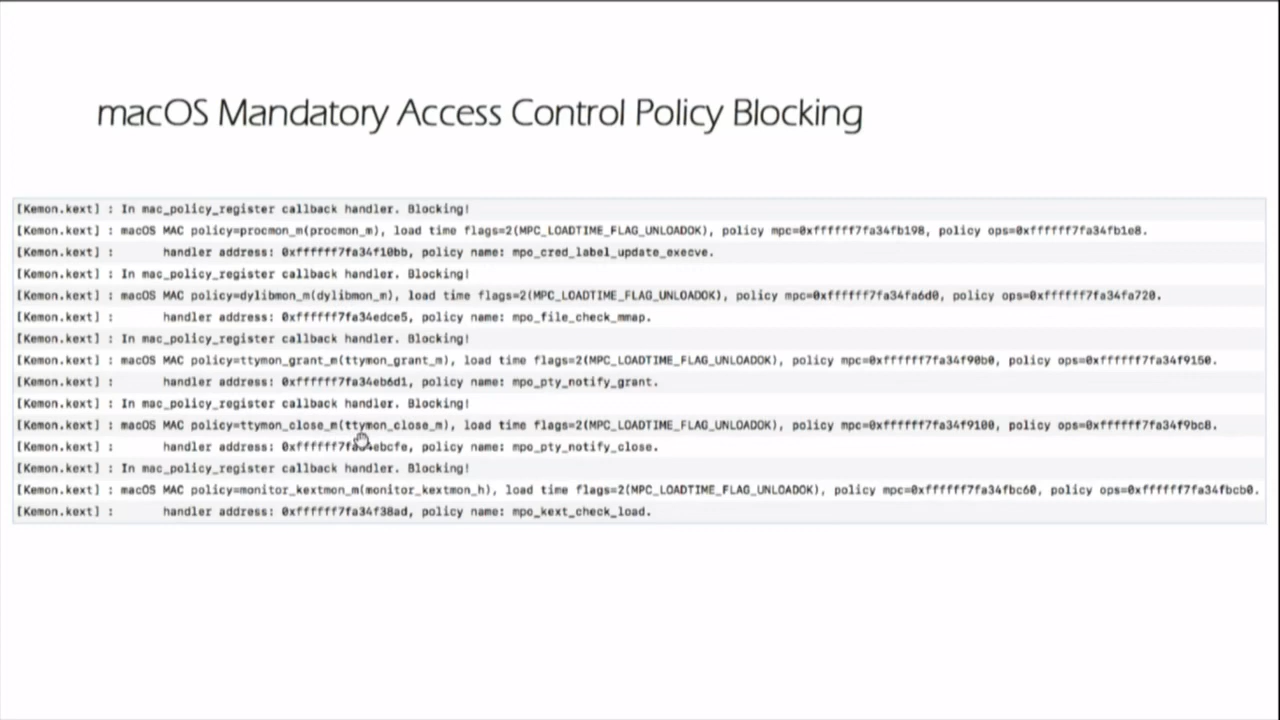 macOS Mandatory Access Control Policy Blocking
[Kemon.kext] : In mac_policy_register callback handler. Blocking!
[Kemon.kext] : macOS MAC policy=procmon_m(procmon_m), load time flags=2(MPC_LOADTIME_FLAG_UNLOADOK), policy mpc=0xffffff7fa34fb198, policy ops=0xffffff7fa34fb1e8.
[Kemon.kext] : handler address: 0xffffff7fa34f10bb, policy name: mpo_cred_label_update_execve.
[Kemon.kext] : In mac_policy_register callback handler. Blocking!
[Kemon.kext] : macOS MAC policy=dylibmon_m(dylibmon_m), load time flags=2(MPC_LOADTIME_FLAG_UNLOADOK), policy mpc=0xffffff7fa34fa6d0, policy ops=0xffffff7fa34fa720.
[Kemon.kext] : handler address: 0xffffff7fa34edce5, policy name: mpo_file_check_mmap.
[Kemon.kext] : In mac_policy_register callback handler. Blocking!
[Kemon.kext] : macOS MAC policy=ttymon_grant_m(ttymon_grant_m), load time flags=2(MPC_LOADTIME_FLAG_UNLOADOK), policy mpc=0xffffff7fa34f90b0, policy ops=0xffffff7fa34f9150.
[Kemon.kext] : handler address: 0xffffff7fa34eb6d1, policy name: mpo_pty_notify_grant.
[Kemon.kext] : In mac_policy_register callback handler. Blocking!
[Kemon.kext] : macOS MAC policy=ttymon_close_m(ttymon_close_m), load time flags=2(MPC_LOADTIME_FLAG_UNLOADOK), policy mpc=0xffffff7fa34f9100, policy ops=0xffffff7fa34f9bc8.
[Kemon.kext] : handler address: policy name: mpo_pty_notify_close.
[Kemon.kext] : In mac_policy_register callback handler. Blocking!
[Kemon.kext] : macOS MAC policy=monitor_kextmon_m(monitor_kextmon_h), load time flags=2(MPC_LOADTIME_FLAG_UNLOADOK), policy mpc=0xffffff7fa34fbc60, policy ops=0xffffff7fa34fbcb0.
[Kemon.kext] : handler address: 0xffffff7fa34f38ad, policy name: mpo_kext_check_load.